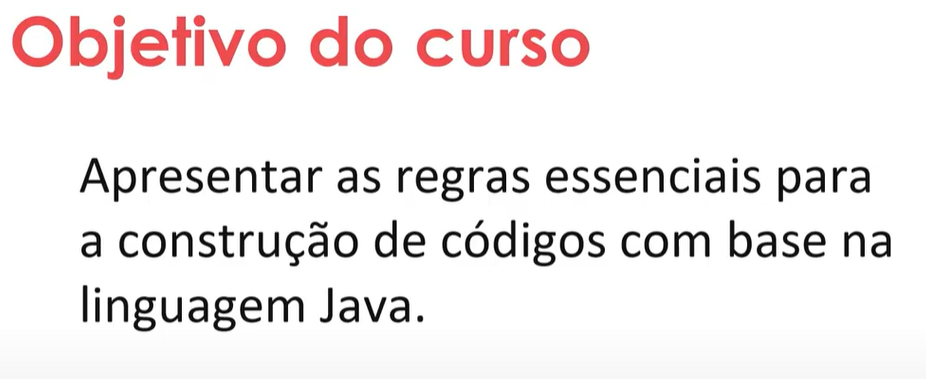 Objetivo do curso
Apresentar as regras essenciais para
a construção de códigos com base na
linguagem Java.